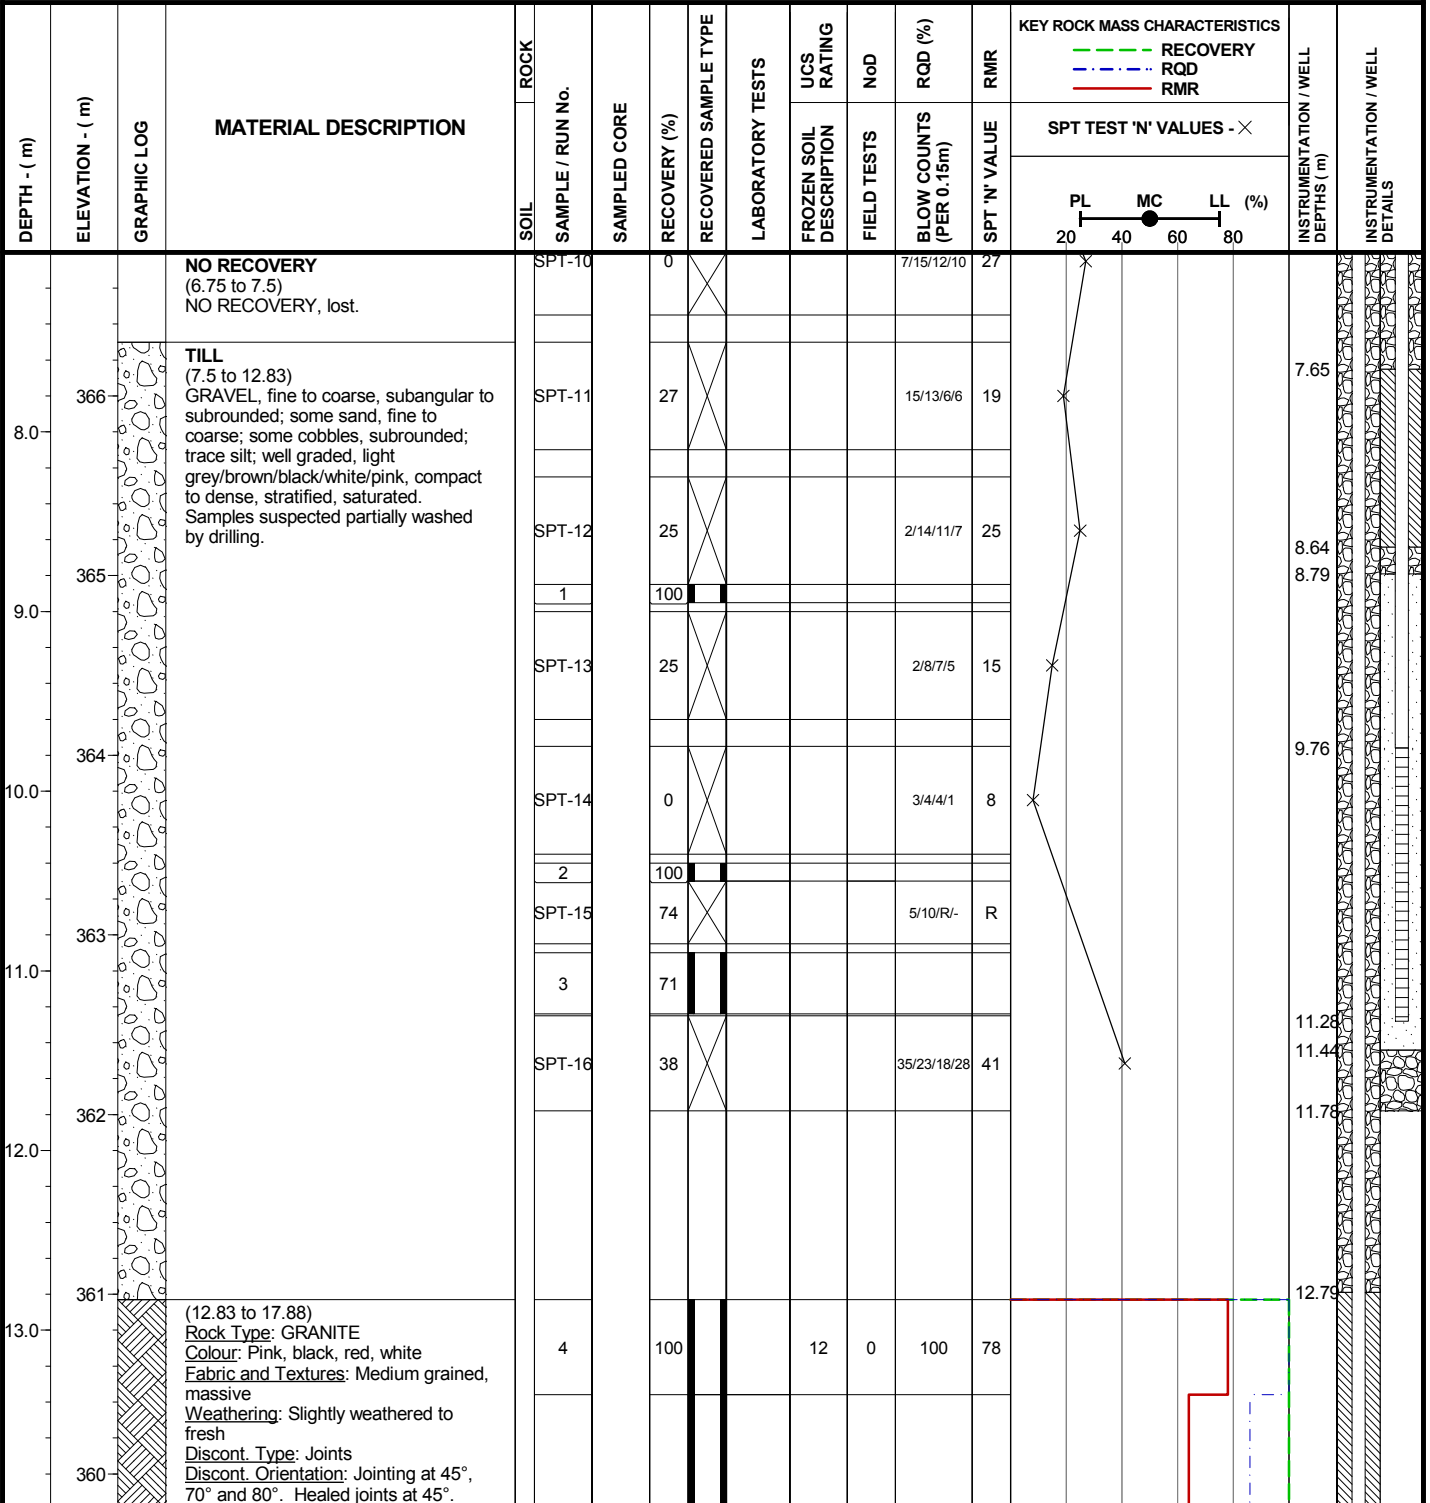 DEPTH - ( m)
ELEVATION - ( m)
GRAPHIC LOG
MATERIAL DESCRIPTION
ROCK
SOIL
SAMPLE / RUN No.
SAMPLED CORE
RECOVERY (%)
RECOVERED SAMPLE TYPE
LABORATORY TESTS
UCS
RATING
FROZEN SOIL
DESCRIPTION
NoD
FIELD TESTS
RQD (%)
BLOW COUNTS
(PER 0.15m)
RMR
SPT 'N' VALUE
KEY ROCK MASS CHARACTERISTICS
RECOVERY
RQD
RMR
SPT TEST 'N' VALUES - ×
PL MC LL (%)
20 40 60 80
INSTRUMENTATION / WELL
DEPTHS ( m)
INSTRUMENTATION / WELL
DETAILS
NO RECOVERY
(6.75 to 7.5)
NO RECOVERY, lost.
SPT-10 0 7/15/12/10 27
TILL
(7.5 to 12.83)
GRAVEL, fine to coarse, subangular to
subrounded; some sand, fine to
coarse; some cobbles, subrounded;
trace silt; well graded, light
grey/brown/black/white/pink, compact
to dense, stratified, saturated.
Samples suspected partially washed
by drilling.
7.65
366 SPT-11 27 15/13/6/6 19
8.0
SPT-12 25 2/14/11/7 25
8.64
365 8.79
1 100
9.0
SPT-13 25 2/8/7/5 15
364 9.76
10.0 SPT-14 0 3/4/4/1 8
2 100
SPT-15 74 5/10/R/- R
363
11.0
3 71
11.28
11.44
SPT-16 38 35/23/18/28 41
362 11.78
12.0
361 12.79
(12.83 to 17.88)
Rock Type: GRANITE
Colour: Pink, black, red, white
Fabric and Textures: Medium grained,
massive
Weathering: Slightly weathered to
fresh
Discont. Type: Joints
Discont. Orientation: Jointing at 45°,
70° and 80°. Healed joints at 45°.
13.0
4 100 12 0 100 78
360